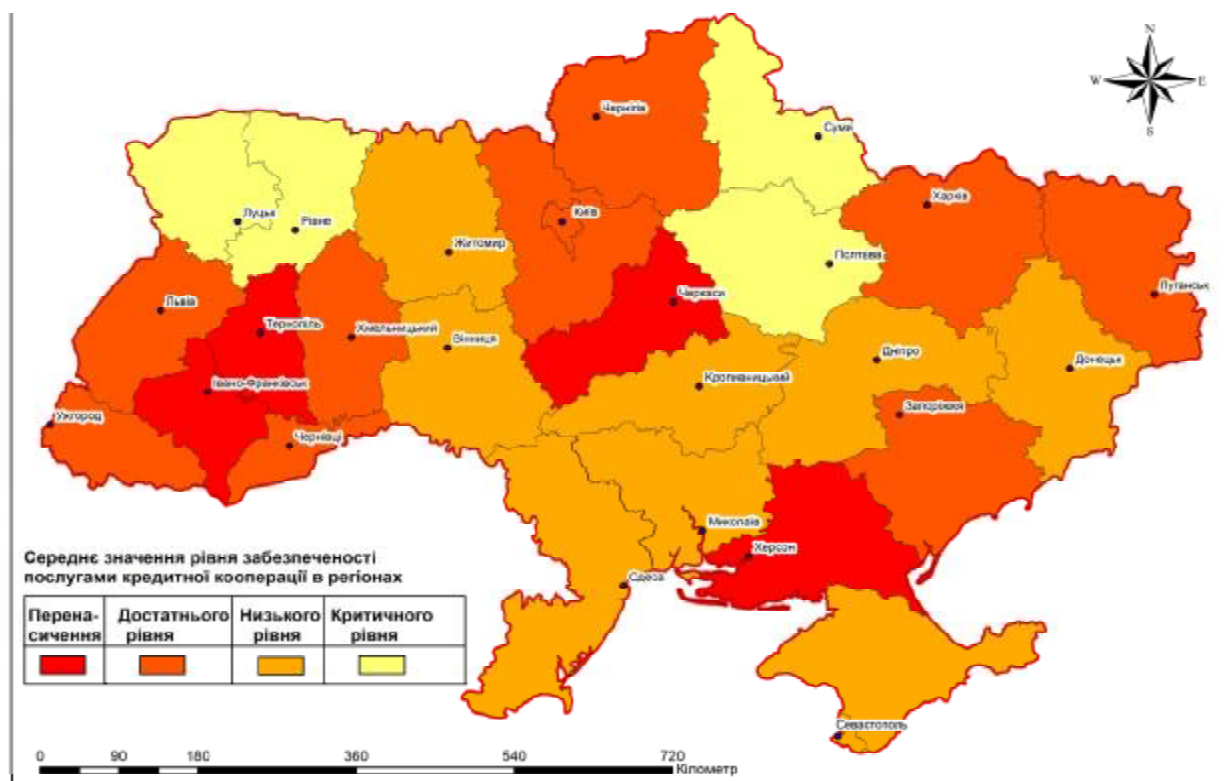 N
W E
S
Чернігів
Суми
Луцьк
Рівне
Київ
Харків
Житомир
Полтава
Львів
Черкаси
Луганськ
Тернопіль
Хмельницький
Вінниця
Дніпро
Донецьк
Івано-Франківськ
Кропивницький
Ужгород
Запоріжжя
Чернівці
Миколаїв
Херсон
Одеса
Севастополь
Середнє значення рівня забезпеченості
послугами кредитної кооперації в регіонах
Перена- Достатнього Низького Критичного
сичення рівня рівня рівня
0 90 180 360 540 720
Кілометр